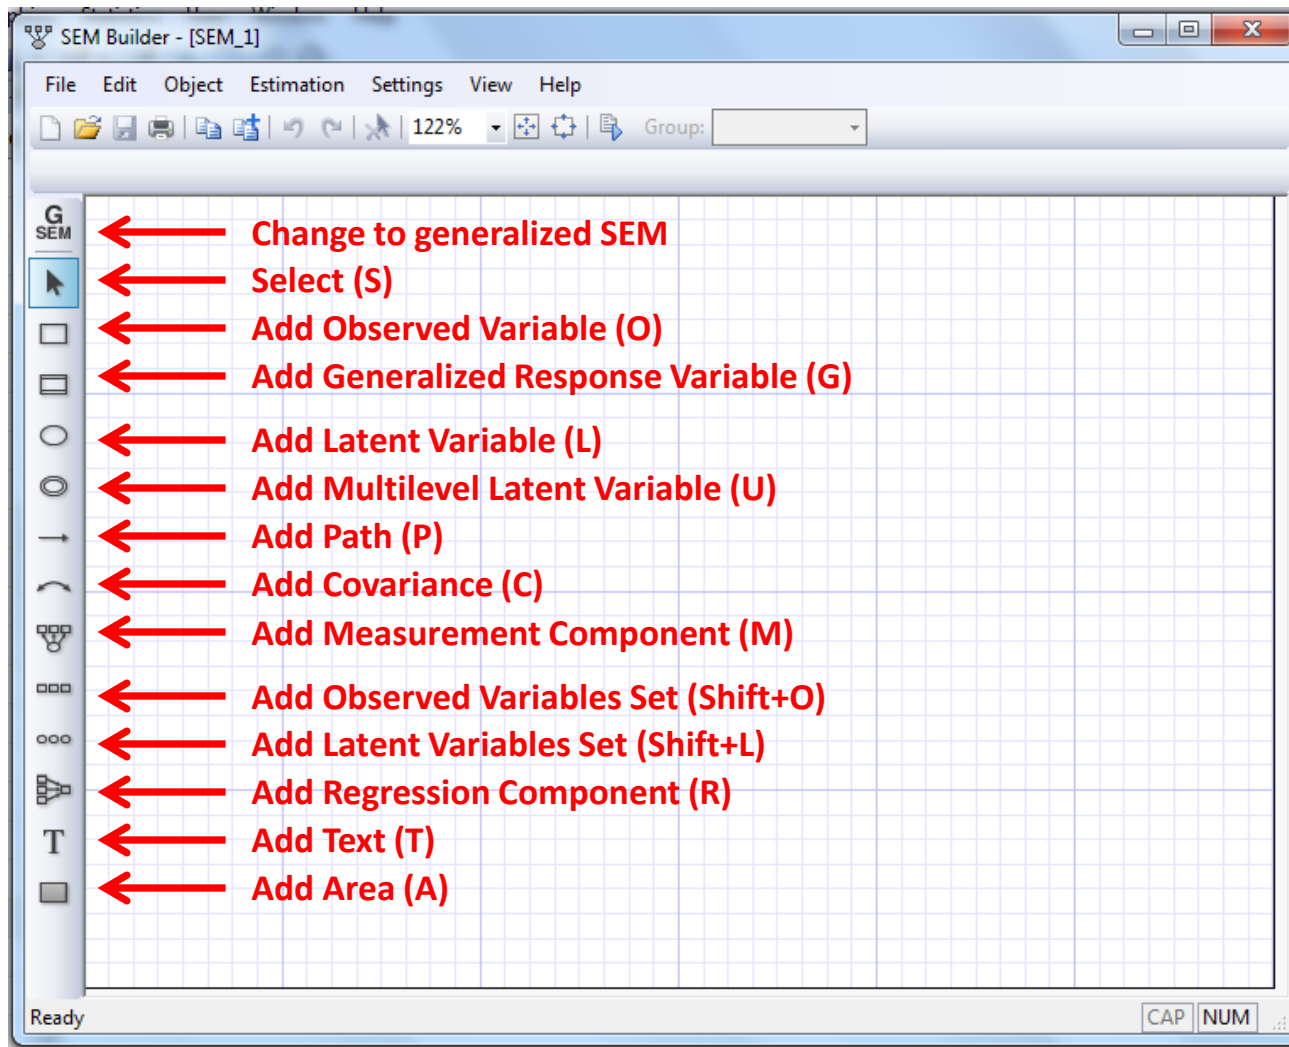 SEM Builder - [SEM_1]
File Edit Object Estimation Settings View Help
122% Group:
G
SEM
Change to generalized SEM
Select (S)
Add Observed Variable (O)
Add Generalized Response Variable (G)
Add Latent Variable (L)
Add Multilevel Latent Variable (U)
Add Path (P)
Add Covariance (C)
Add Measurement Component (M)
Add Observed Variables Set (Shift+O)
Add Latent Variables Set (Shift+L)
Add Regression Component (R)
T Add Text (T)
Add Area (A)
Ready CAP NUM